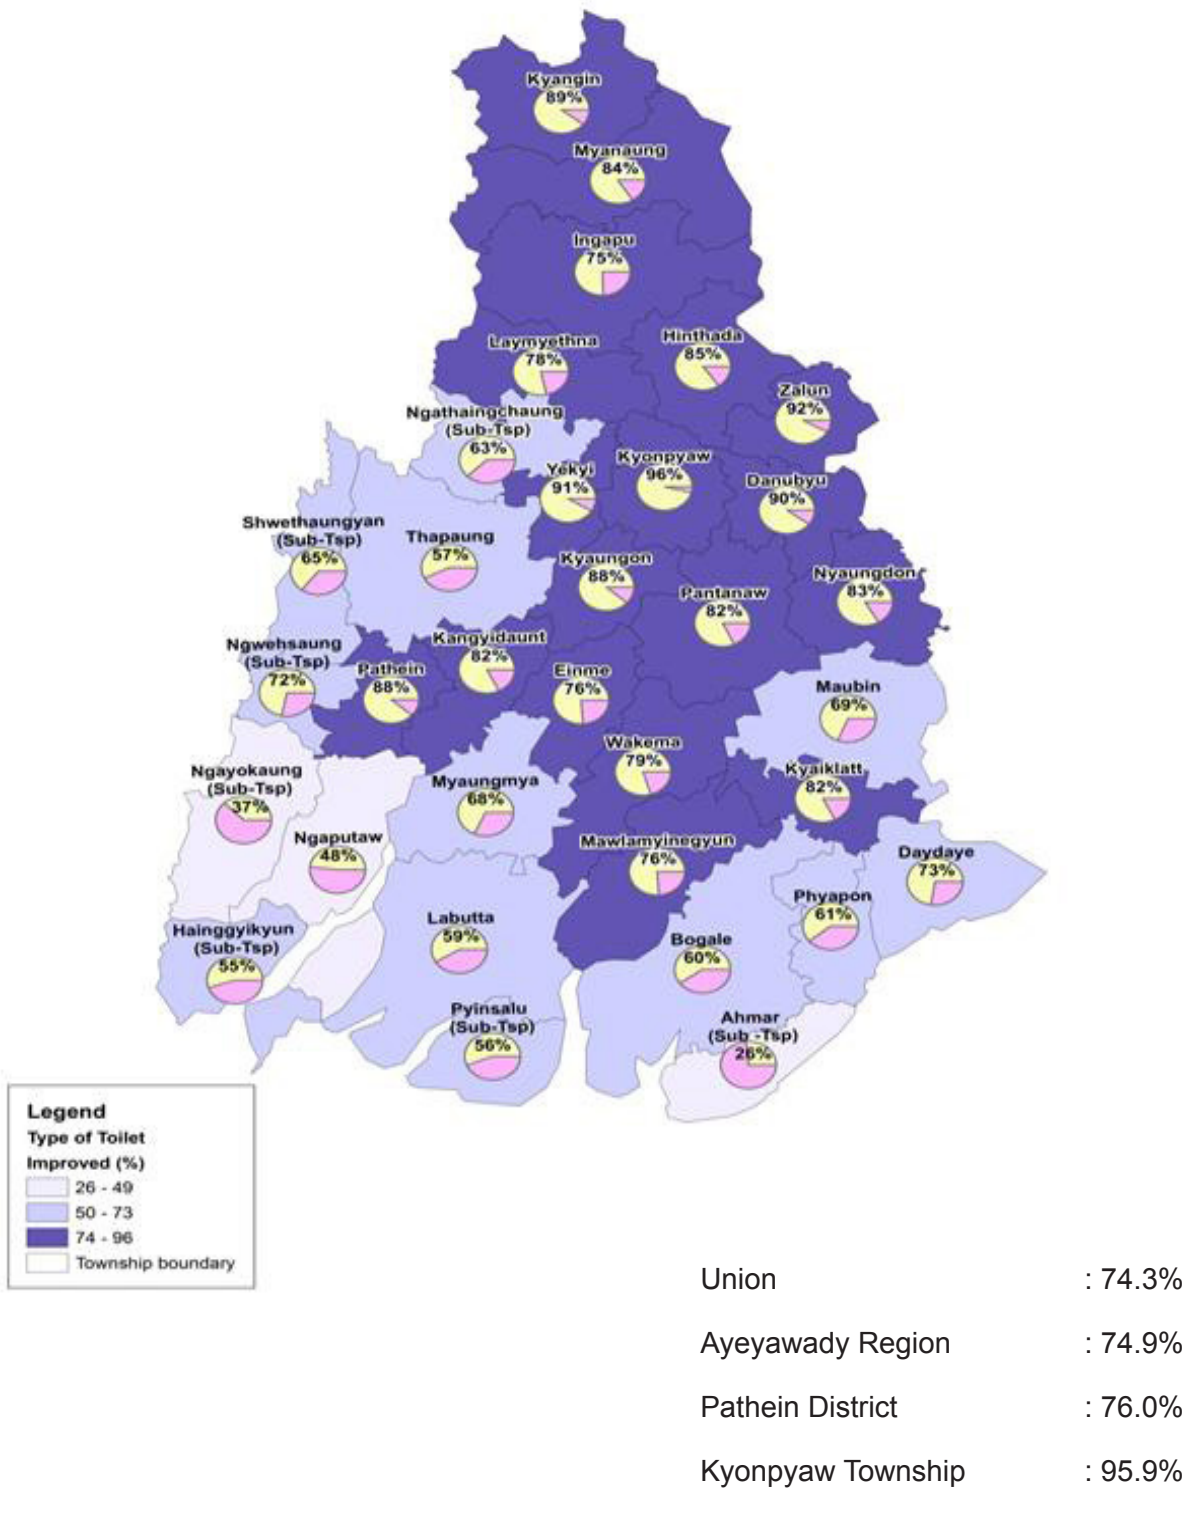 Kyangin
89%
Myanaung
84%
Ingapu
75%
Laymyethna
78%
Hinthada
85%
Zalun
92%
Ngathaingchaung
(Sub-Tsp)
63%
Yekyi
91%
Kyonpyaw
96%
Danubyu
90%
Shwethaungyan
(Sub-Tsp)
65%
Thapaung
57%
Kyaungon
88%
Pantanaw
82%
Nyaungdon
83%
Ngwehsaung
(Sub-Tsp)
72%
Pathein
88%
Kangyidaunt
82%
Einme
76%
Maubin
69%
Ngayokaung
(Sub-Tsp)
37%
Ngaputaw
48%
Myaungmya
68%
Wakema
79%
Kyaiklatt
82%
Mawlamyinegyun
76%
Daydaye
73%
Hainggyikyun
(Sub-Tsp)
55%
Labutta
59%
Bogale
60%
Phyapon
61%
Pyinsalu
(Sub-Tsp)
56%
Ahmar
(Sub -Tsp)
26%
Legend
Type of Toilet
Improved (%)
26 - 49
50 - 73
74 - 96
Township boundary
Union : 74.3%
Ayeyawady Region : 74.9%
Pathein District : 76.0%
Kyonpyaw Township : 95.9%